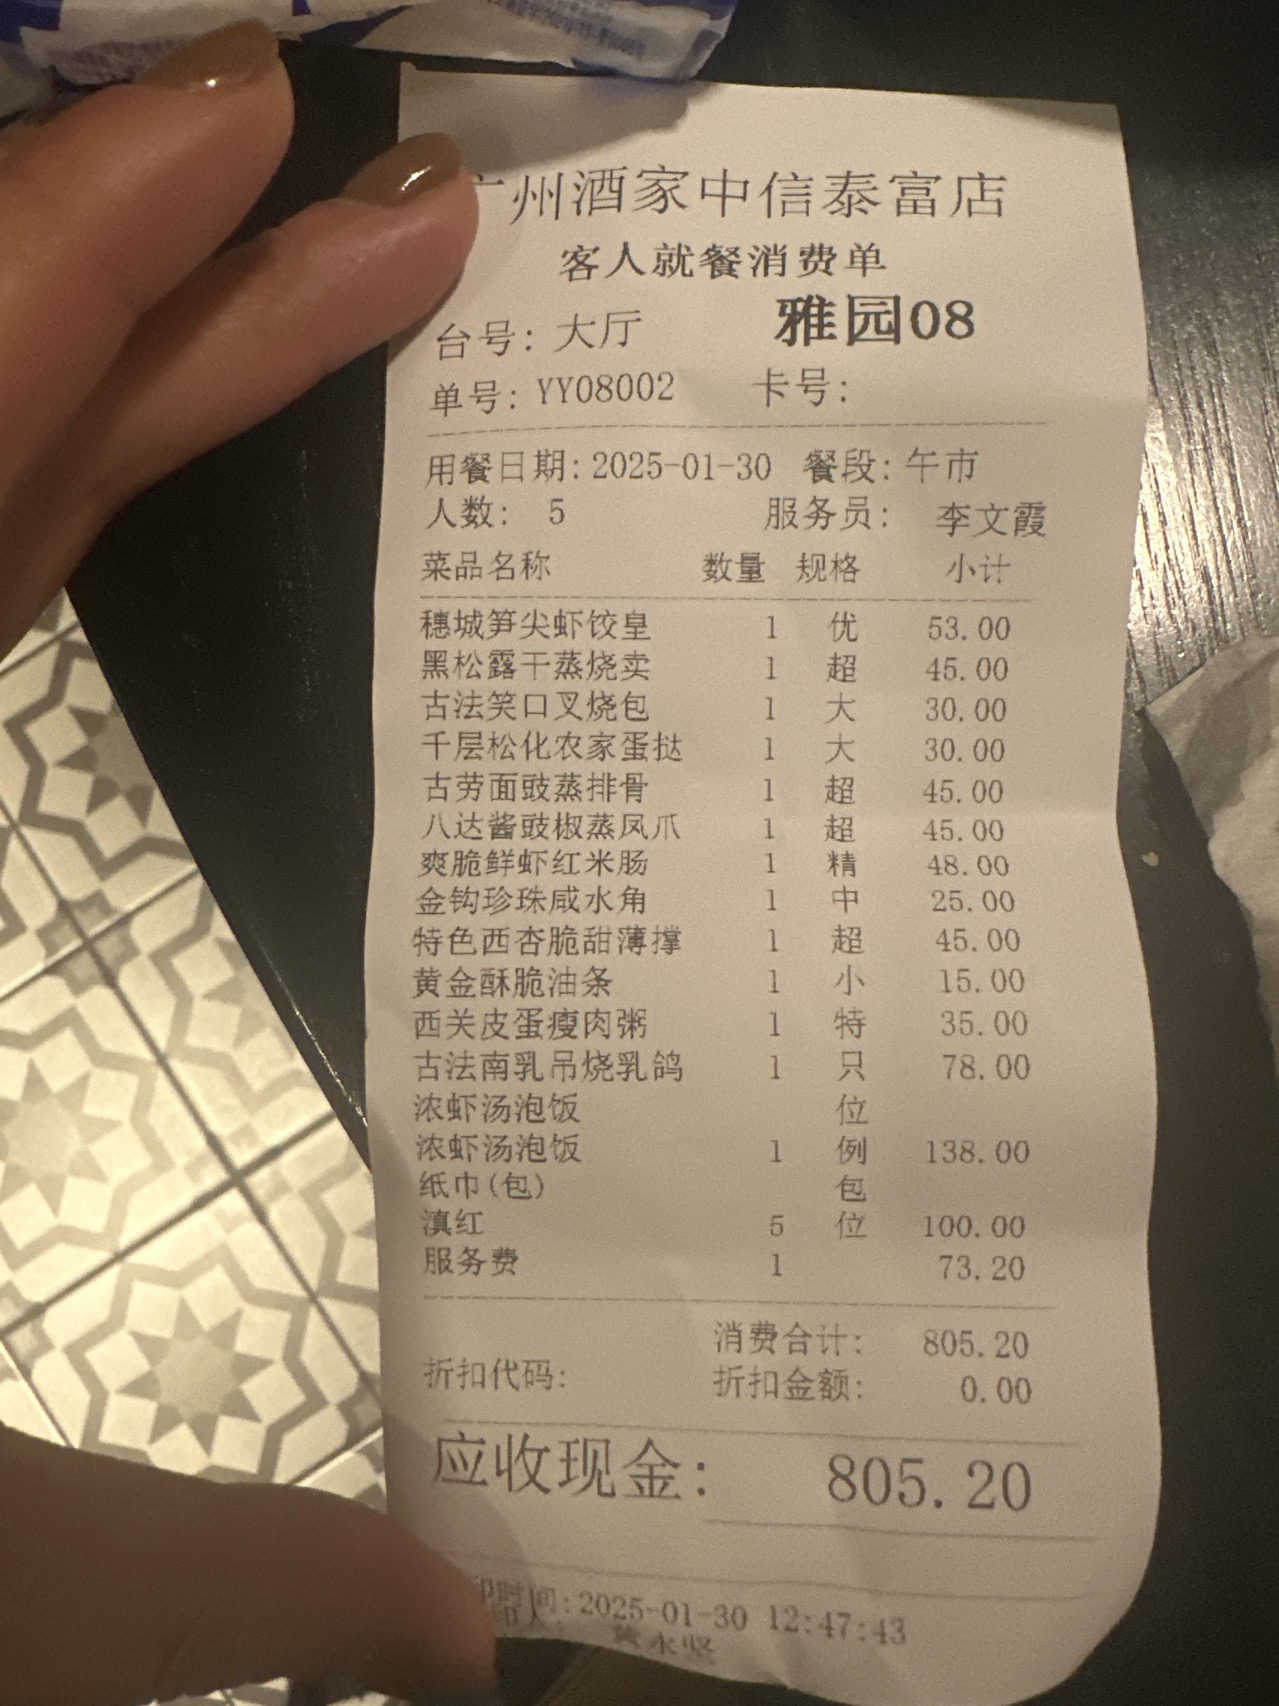 州酒家中信泰富店
客人就餐消费单
台号: 大厅 雅园08
单号: YY08002 卡号:
用餐日期: 2025-01-30 餐段: 午市
人数: 5 服务员: 李文霞
菜品名称 数量 规格 小计
穗城笋尖虾饺皇 1 优 53.00
黑松露干蒸烧卖 1 超 45.00
古法笑口叉烧包 1 大 30.00
千层松化农家蛋挞 1 大 30.00
古劳面豉蒸排骨 1 超 45.00
八达酱豉椒蒸凤爪 1 超 45.00
爽脆鲜虾红米肠 1 精 48.00
金钩珍珠咸水角 1 中 25.00
特色西杏脆甜薄撑 1 超 45.00
黄金酥脆油条 1 小 15.00
西关皮蛋瘦肉粥 1 特 35.00
古法南乳吊烧乳鸽 1 只 78.00
浓虾汤泡饭 位
浓虾汤泡饭 1 例 138.00
纸巾(包) 包
滇红 5 位 100.00
服务费 1 73.20
消费合计: 805.20
折扣代码: 折扣金额: 0.00
应收现金: 805.20
印时间: 2025-01-30 12:47:43
黄永坚